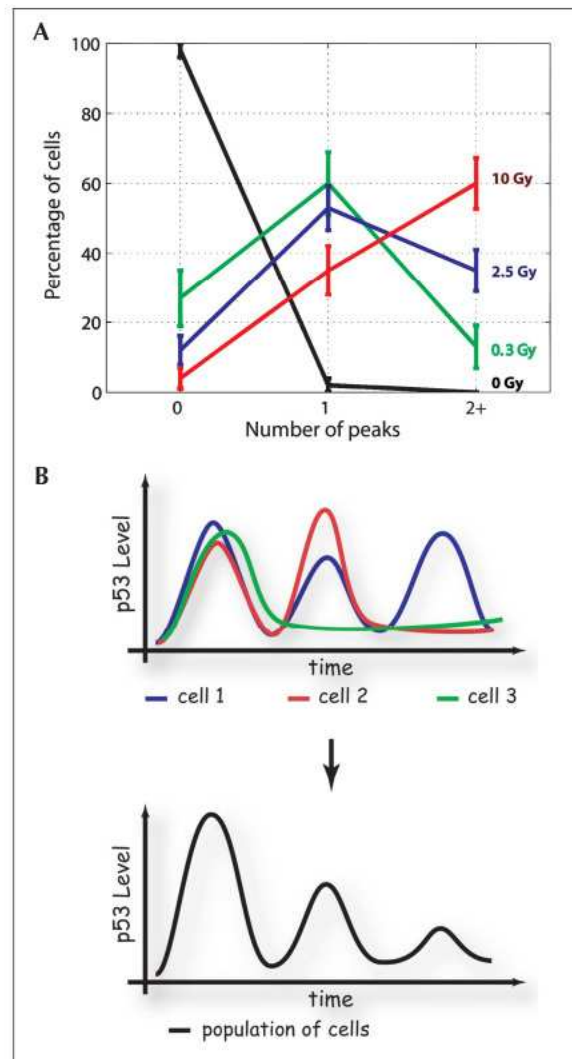 A
Percentage of cells
100
80
60
40
20
0
10 Gy
2.5 Gy
0.3 Gy
0 Gy
0 1 2+
Number of peaks
B
p53 Level
time
cell 1 cell 2 cell 3
p53 Level
time
population of cells